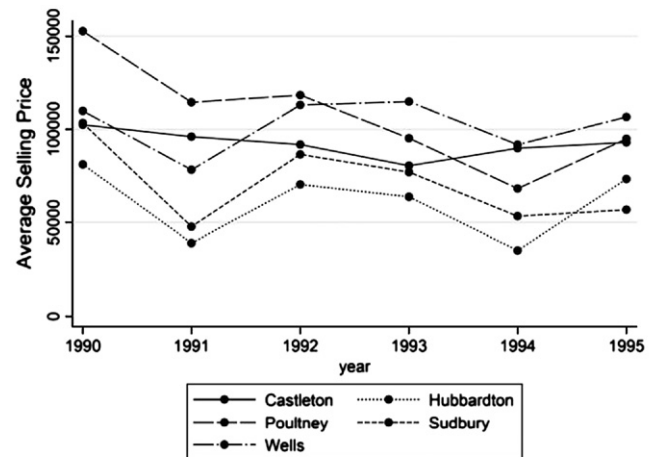 150000
100000
50000
0
Average Selling Price
1990 1991 1992 1993 1994 1995
year
Castleton Hubbardton
Poultney Sudbury
Wells